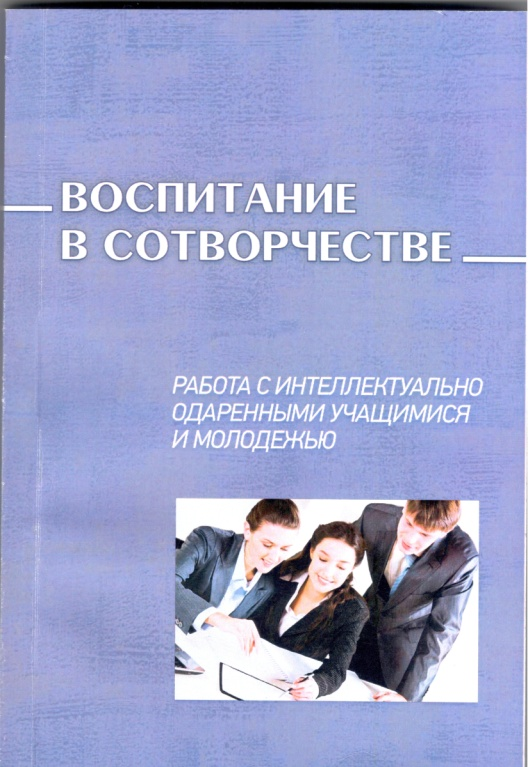 ВОСПИТАНИЕ
В СОТВОРЧЕСТВЕ
РАБОТА С ИНТЕЛЛЕКТУАЛЬНО
ОДАРЕННЫМИ УЧАЩИМИСЯ
И МОЛОДЕЖЬЮ